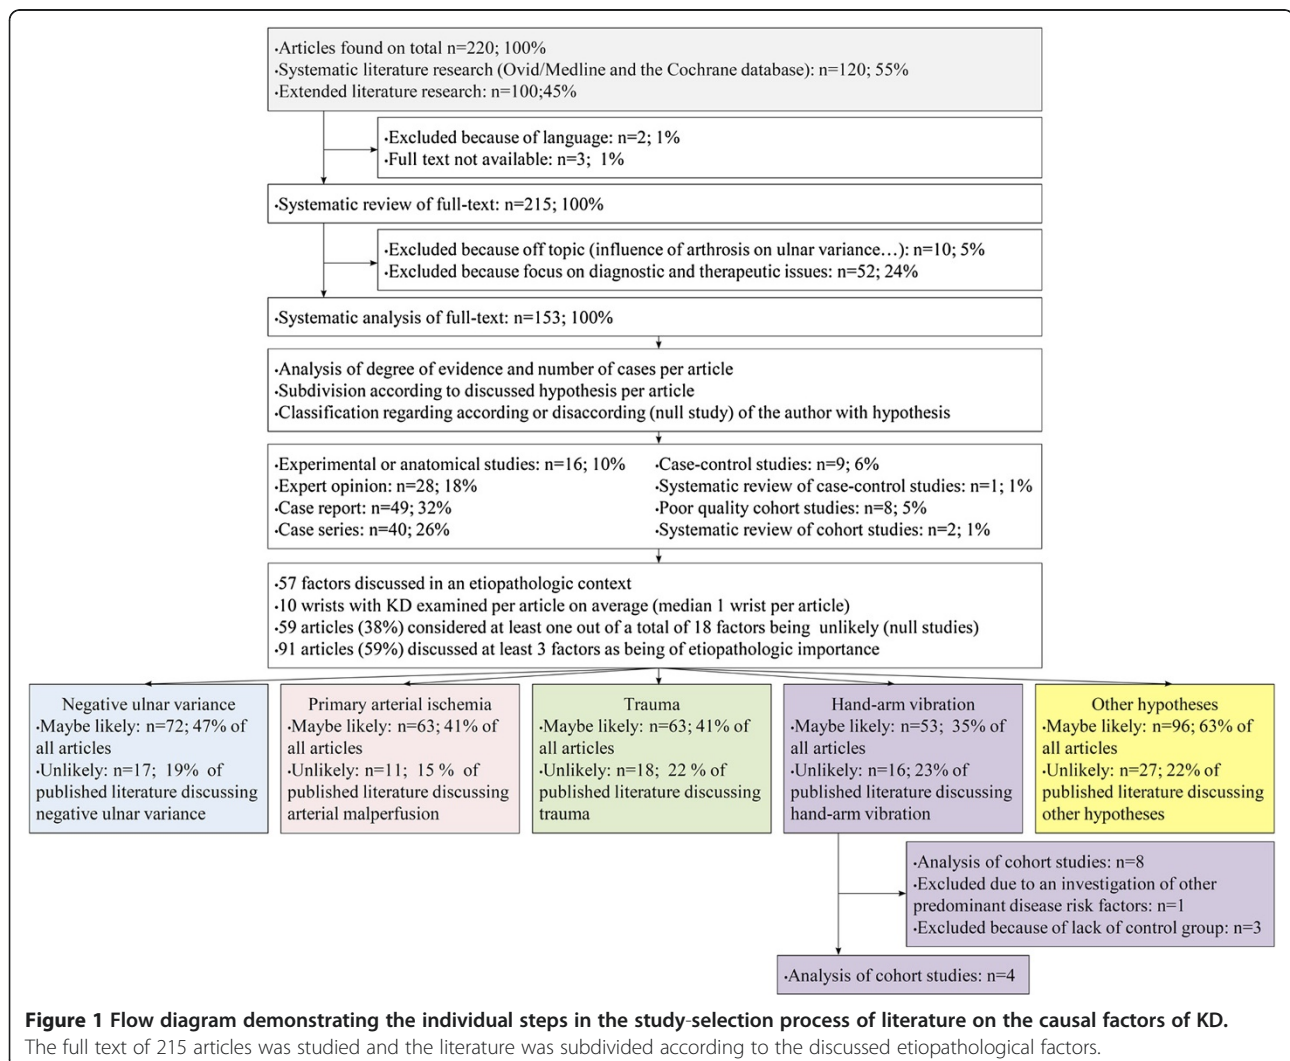 ·Articles found on total n=220; 100%
·Systematic literature research (Ovid/Medline and the Cochrane database): n=120; 55%
·Extended literature research: n=100;45%
·Excluded because of language: n=2; 1%
·Full text not available: n=3; 1%
·Systematic review of full-text: n=215; 100%
·Excluded because off topic (influence of arthrosis on ulnar variance…): n=10; 5%
·Excluded because focus on diagnostic and therapeutic issues: n=52; 24%
·Systematic analysis of full-text: n=153; 100%
·Analysis of degree of evidence and number of cases per article
·Subdivision according to discussed hypothesis per article
·Classification regarding according or disaccording (null study) of the author with hypothesis
·Experimental or anatomical studies: n=16; 10%
·Expert opinion: n=28; 18%
·Case report: n=49; 32%
·Case series: n=40; 26%
·Case-control studies: n=9; 6%
·Systematic review of case-control studies: n=1; 1%
·Poor quality cohort studies: n=8; 5%
·Systematic review of cohort studies: n=2; 1%
·57 factors discussed in an etiopathologic context
·10 wrists with KD examined per article on average (median 1 wrist per article)
·59 articles (38%) considered at least one out of a total of 18 factors being unlikely (null studies)
·91 articles (59%) discussed at least 3 factors as being of etiopathologic importance
Negative ulnar variance
·Maybe likely: n=72; 47% of
all articles
·Unlikely: n=17; 19% of
published literature discussing
negative ulnar variance
Primary arterial ischemia
·Maybe likely: n=63; 41% of
all articles
·Unlikely: n=11; 15 % of
published literature discussing
arterial malperfusion
Trauma
·Maybe likely: n=63; 41% of
all articles
·Unlikely: n=18; 22 % of
published literature discussing
trauma
Hand-arm vibration
·Maybe likely: n=53; 35% of
all articles
·Unlikely: n=16; 23% of
published literature discussing
hand-arm vibration
Other hypotheses
·Maybe likely: n=96; 63% of
all articles
·Unlikely: n=27; 22% of
published literature discussing
other hypotheses
·Analysis of cohort studies: n=8
·Excluded due to an investigation of other
predominant disease risk factors: n=1
·Excluded because of lack of control group: n=3
·Analysis of cohort studies: n=4
Figure 1 Flow diagram demonstrating the individual steps in the study-selection process of literature on the causal factors of KD.
The full text of 215 articles was studied and the literature was subdivided according to the discussed etiopathological factors.